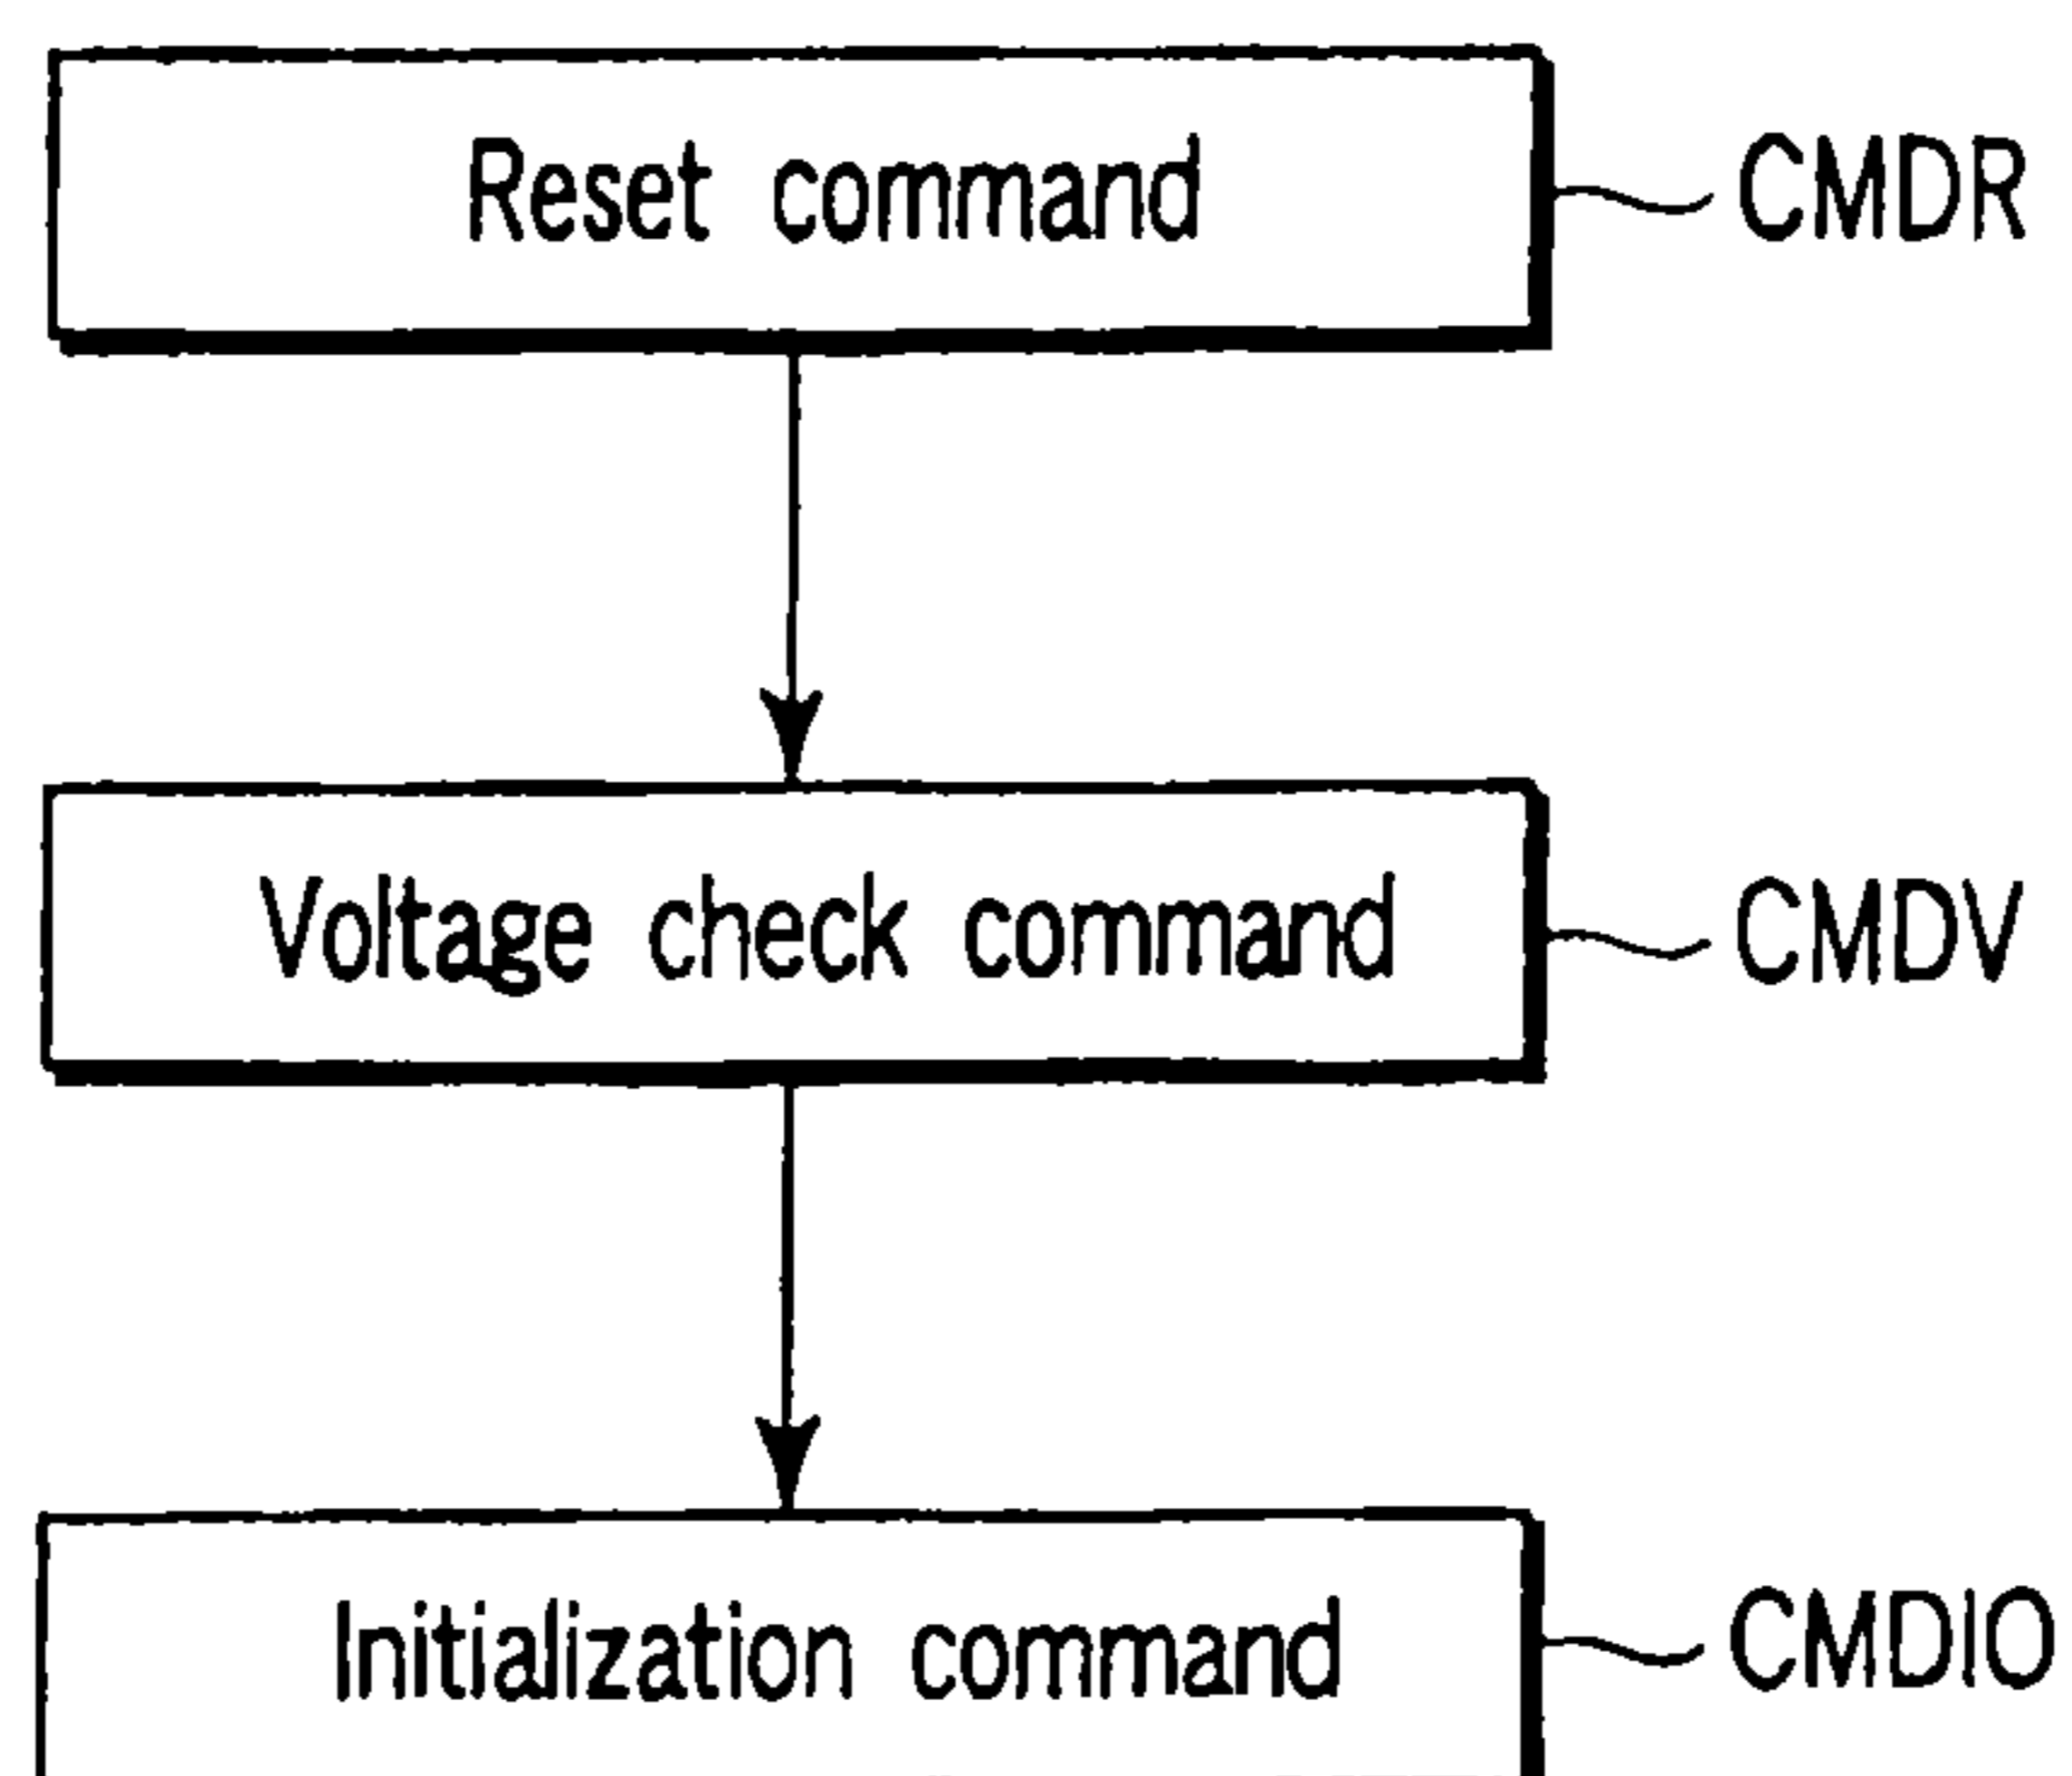 Reset command CMDR
Voltage check command CMDV
Initialization command CMDIO